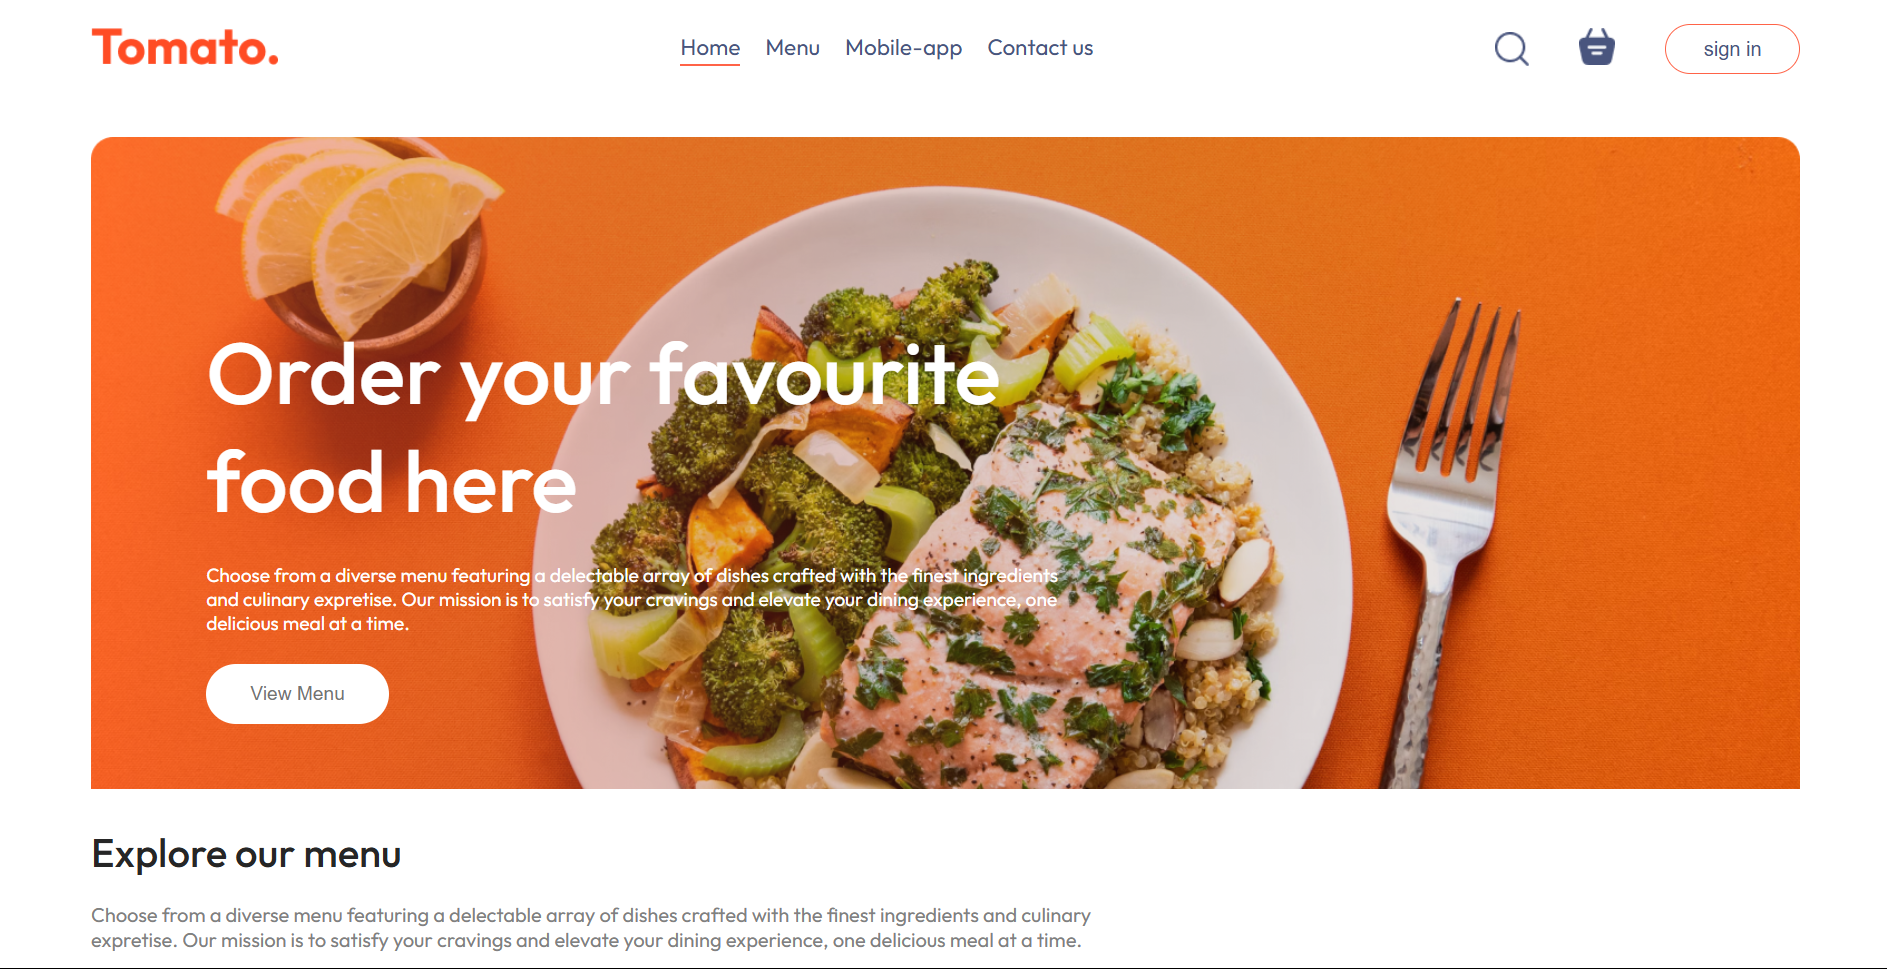 Tomato.
Home Menu Mobile-app Contact us
sign in
Order your favourite
food here
Choose from a diverse menu featuring a delectable array of dishes crafted with the finest ingredients
and culinary expretise. Our mission is to satisfy your cravings and elevate your dining experience, one
delicious meal at a time.
View Menu
Explore our menu
Choose from a diverse menu featuring a delectable array of dishes crafted with the finest ingredients and culinary
expretise. Our mission is to satisfy your cravings and elevate your dining experience, one delicious meal at a time.